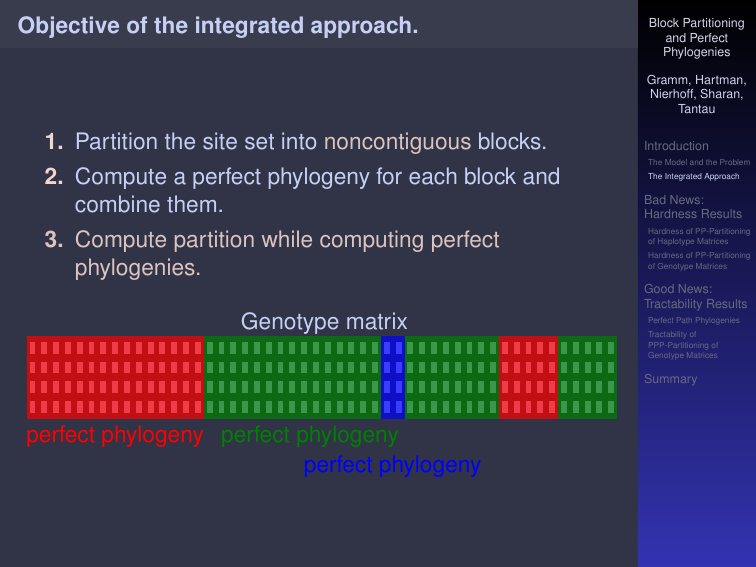 Objective of the integrated approach.
1. Partition the site set into noncontiguous blocks.
2. Compute a perfect phylogeny for each block and
combine them.
3. Compute partition while computing perfect
phylogenies.
Genotype matrix
perfect phylogeny perfect phylogeny
perfect phylogeny
Block Partitioning
and Perfect
Phylogenies
Gramm, Hartman,
Nierhoff, Sharan,
Tantau
Introduction
The Model and the Problem
The Integrated Approach
Bad News:
Hardness Results
Hardness of PP-Partitioning
of Haplotype Matrices
Hardness of PP-Partitioning
of Genotype Matrices
Good News:
Tractability Results
Perfect Path Phylogenies
Tractability of
PPP-Partitioning of
Genotype Matrices
Summary